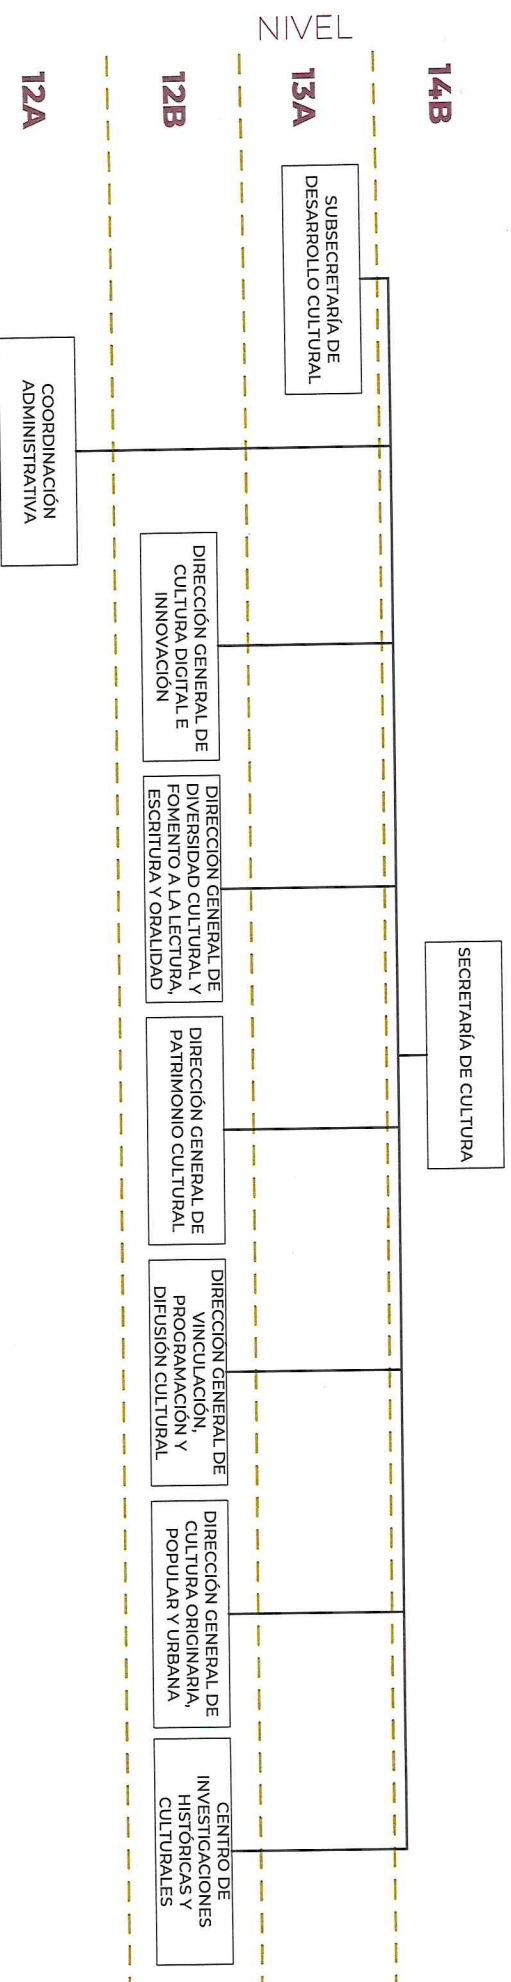 NIVEL
14B
SECRETARÍA DE CULTURA
13A
SUBSECRETARÍA DE
DESARROLLO CULTURAL
12B
DIRECCIÓN GENERAL DE
CULTURA DIGITAL E
INNOVACIÓN
DIRECCIÓN GENERAL DE
DIVERSIDAD CULTURAL Y
FOMENTO A LA LECTURA,
ESCRITURA Y ORALIDAD
DIRECCIÓN GENERAL DE
PATRIMONIO CULTURAL
DIRECCIÓN GENERAL DE
VINCULACIÓN,
PROGRAMACIÓN Y
DIFUSIÓN CULTURAL
DIRECCIÓN GENERAL DE
CULTURA ORIGINARIA,
POPULAR Y URBANA
CENTRO DE
INVESTIGACIONES
HISTÓRICAS Y
CULTURALES
12A
COORDINACIÓN
ADMINISTRATIVA